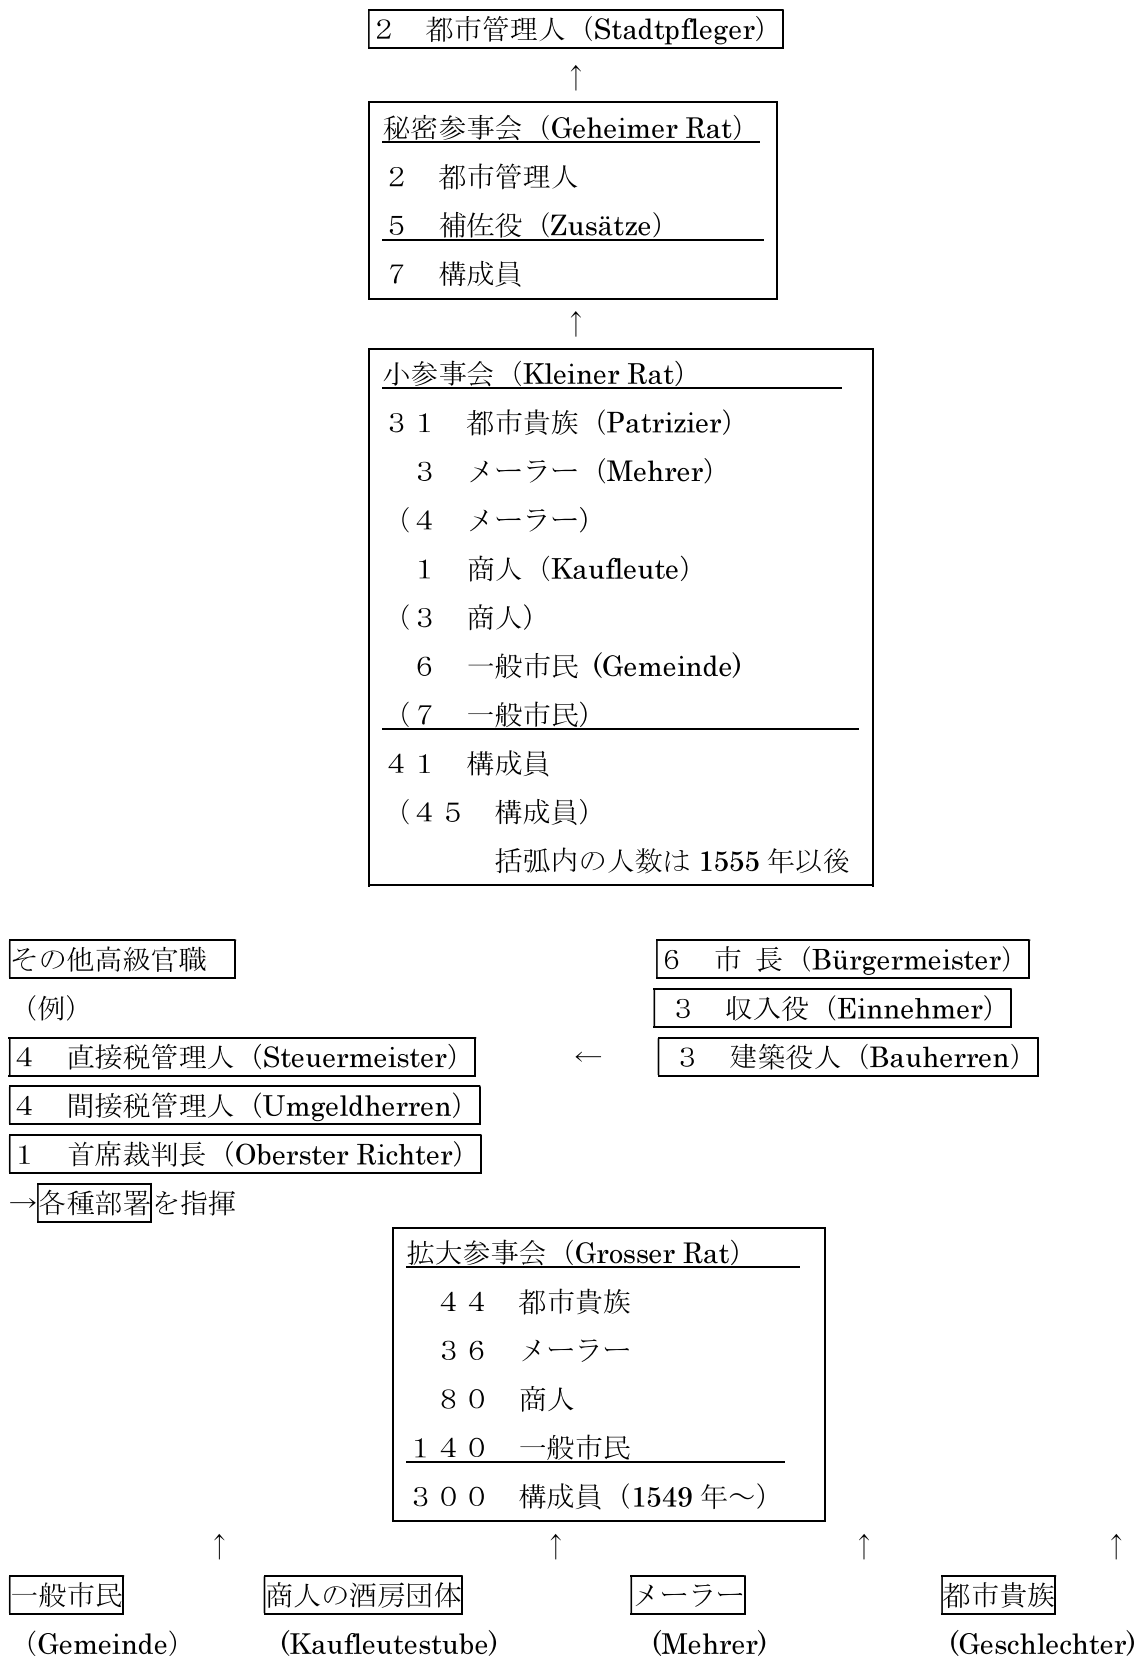 ２　都市管理人（Stadtpfleger）
↑
秘密参事会（Geheimer Rat）
２　都市管理人
５　補佐役（Zusätze）
７　構成員
↑
小参事会（Kleiner Rat）
３１　都市貴族（Patrizier）
３　メーラー（Mehrer）
（４　メーラー）
１　商人（Kaufleute）
（３　商人）
６　一般市民 (Gemeinde)
（７　一般市民）
４１　構成員
（４５　構成員）
括弧内の人数は 1555 年以後
その他高級官職
６　市 長（Bürgermeister）
（例）
３　収入役（Einnehmer）
４　直接税管理人（Steuermeister）
←
３　建築役人（Bauherren）
４　間接税管理人（Umgeldherren）
１　首席裁判長（Oberster Richter）
→各種部署を指揮
拡大参事会（Grosser Rat）
４４　都市貴族
３６　メーラー
８０　商人
１４０　一般市民
３００　構成員（1549 年～）
↑　↑　↑　↑
一般市民　商人の酒房団体　メーラー　都市貴族
（Gemeinde）　(Kaufleutestube)　(Mehrer)　(Geschlechter)